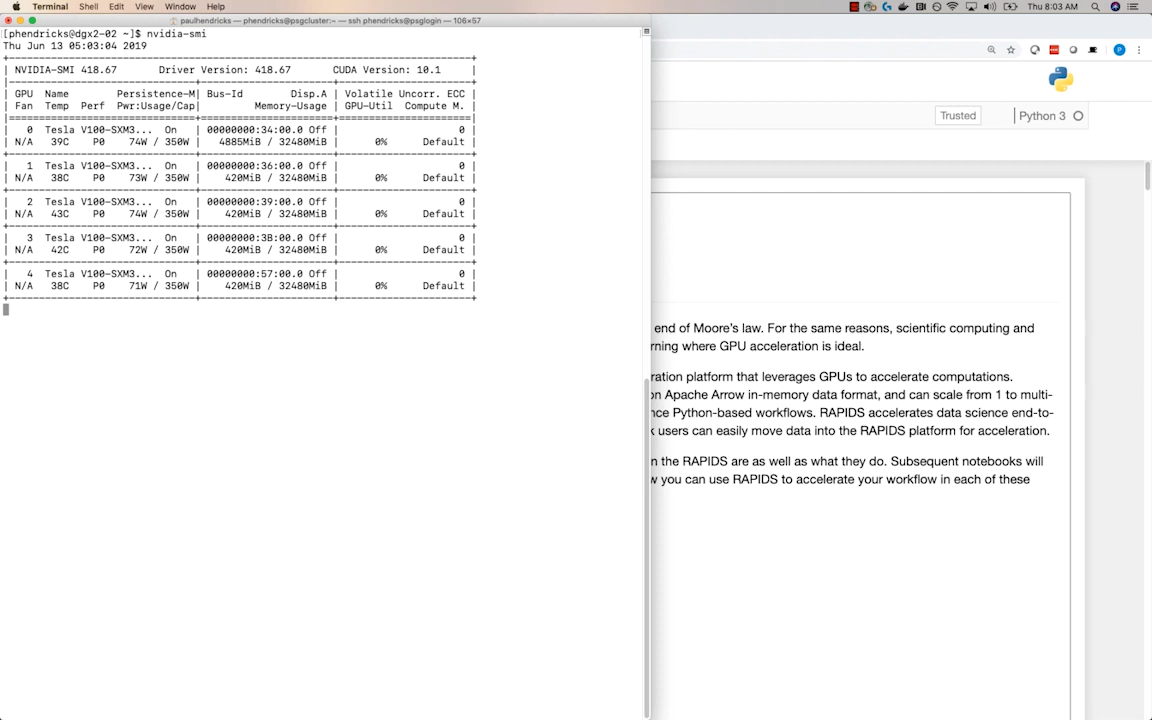 Terminal Shell Edit View Window Help Thu 8:03 AM
paulhendricks — phendricks@psgcluster:~ — ssh phendricks@psglogin — 106×57
[phendricks@dgx2-02 ~]$ nvidia-smi
Thu Jun 13 05:03:04 2019
+-----------------------------------------------------------------------------+
| NVIDIA-SMI 418.67       Driver Version: 418.67       CUDA Version: 10.1     |
|-------------------------------+----------------------+----------------------+
| GPU  Name        Persistence-M| Bus-Id        Disp.A | Volatile Uncorr. ECC |
| Fan  Temp  Perf  Pwr:Usage/Cap|         Memory-Usage | GPU-Util  Compute M. |
|===============================+======================+======================|
|   0  Tesla V100-SXM3...  On   | 00000000:34:00.0 Off |                    0 |
| N/A   39C    P0    74W / 350W |   4885MiB / 32480MiB |      0%      Default |
+-------------------------------+----------------------+----------------------+
|   1  Tesla V100-SXM3...  On   | 00000000:36:00.0 Off |                    0 |
| N/A   38C    P0    73W / 350W |    420MiB / 32480MiB |      0%      Default |
+-------------------------------+----------------------+----------------------+
|   2  Tesla V100-SXM3...  On   | 00000000:39:00.0 Off |                    0 |
| N/A   43C    P0    74W / 350W |    420MiB / 32480MiB |      0%      Default |
+-------------------------------+----------------------+----------------------+
|   3  Tesla V100-SXM3...  On   | 00000000:3B:00.0 Off |                    0 |
| N/A   42C    P0    72W / 350W |    420MiB / 32480MiB |      0%      Default |
+-------------------------------+----------------------+----------------------+
|   4  Tesla V100-SXM3...  On   | 00000000:57:00.0 Off |                    0 |
| N/A   38C    P0    71W / 350W |    420MiB / 32480MiB |      0%      Default |
+-------------------------------+----------------------+----------------------+
Trusted | Python 3
end of Moore's law. For the same reasons, scientific computing and
rning where GPU acceleration is ideal.
ration platform that leverages GPUs to accelerate computations.
on Apache Arrow in-memory data format, and can scale from 1 to multi-
nce Python-based workflows. RAPIDS accelerates data science end-to-
k users can easily move data into the RAPIDS platform for acceleration.
n the RAPIDS are as well as what they do. Subsequent notebooks will
w you can use RAPIDS to accelerate your workflow in each of these